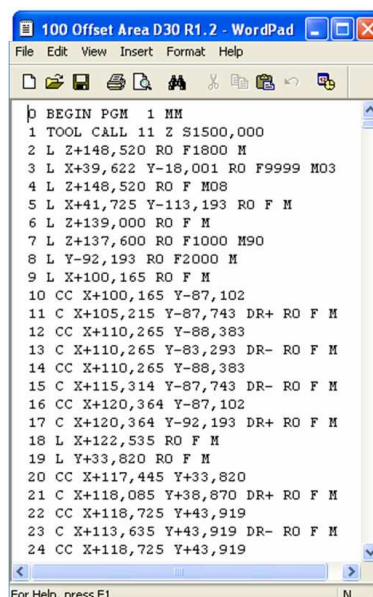 100 Offset Area D30 R1.2 - WordPad
File Edit View Insert Format Help
0 BEGIN PGM 1 MM
1 TOOL CALL 11 Z S1500,000
2 L Z+148,520 R0 F1800 M
3 L X+39,622 Y-18,001 R0 F9999 M03
4 L Z+148,520 R0 F M08
5 L X+41,725 Y-113,193 R0 F M
6 L Z+139,000 R0 F M
7 L Z+137,600 R0 F1000 M90
8 L Y-92,193 R0 F2000 M
9 L X+100,165 R0 F M
10 CC X+100,165 Y-87,102
11 C X+105,215 Y-87,743 DR+ R0 F M
12 CC X+110,265 Y-88,383
13 C X+110,265 Y-83,293 DR- R0 F M
14 CC X+110,265 Y-88,383
15 C X+115,314 Y-87,743 DR- R0 F M
16 CC X+120,364 Y-87,102
17 C X+120,364 Y-92,193 DR+ R0 F M
18 L X+122,535 R0 F M
19 L Y+33,820 R0 F M
20 CC X+117,445 Y+33,820
21 C X+118,085 Y+38,870 DR+ R0 F M
22 CC X+118,725 Y+43,919
23 C X+113,635 Y+43,919 DR- R0 F M
24 CC X+118,725 Y+43,919
For Help, press F1 N